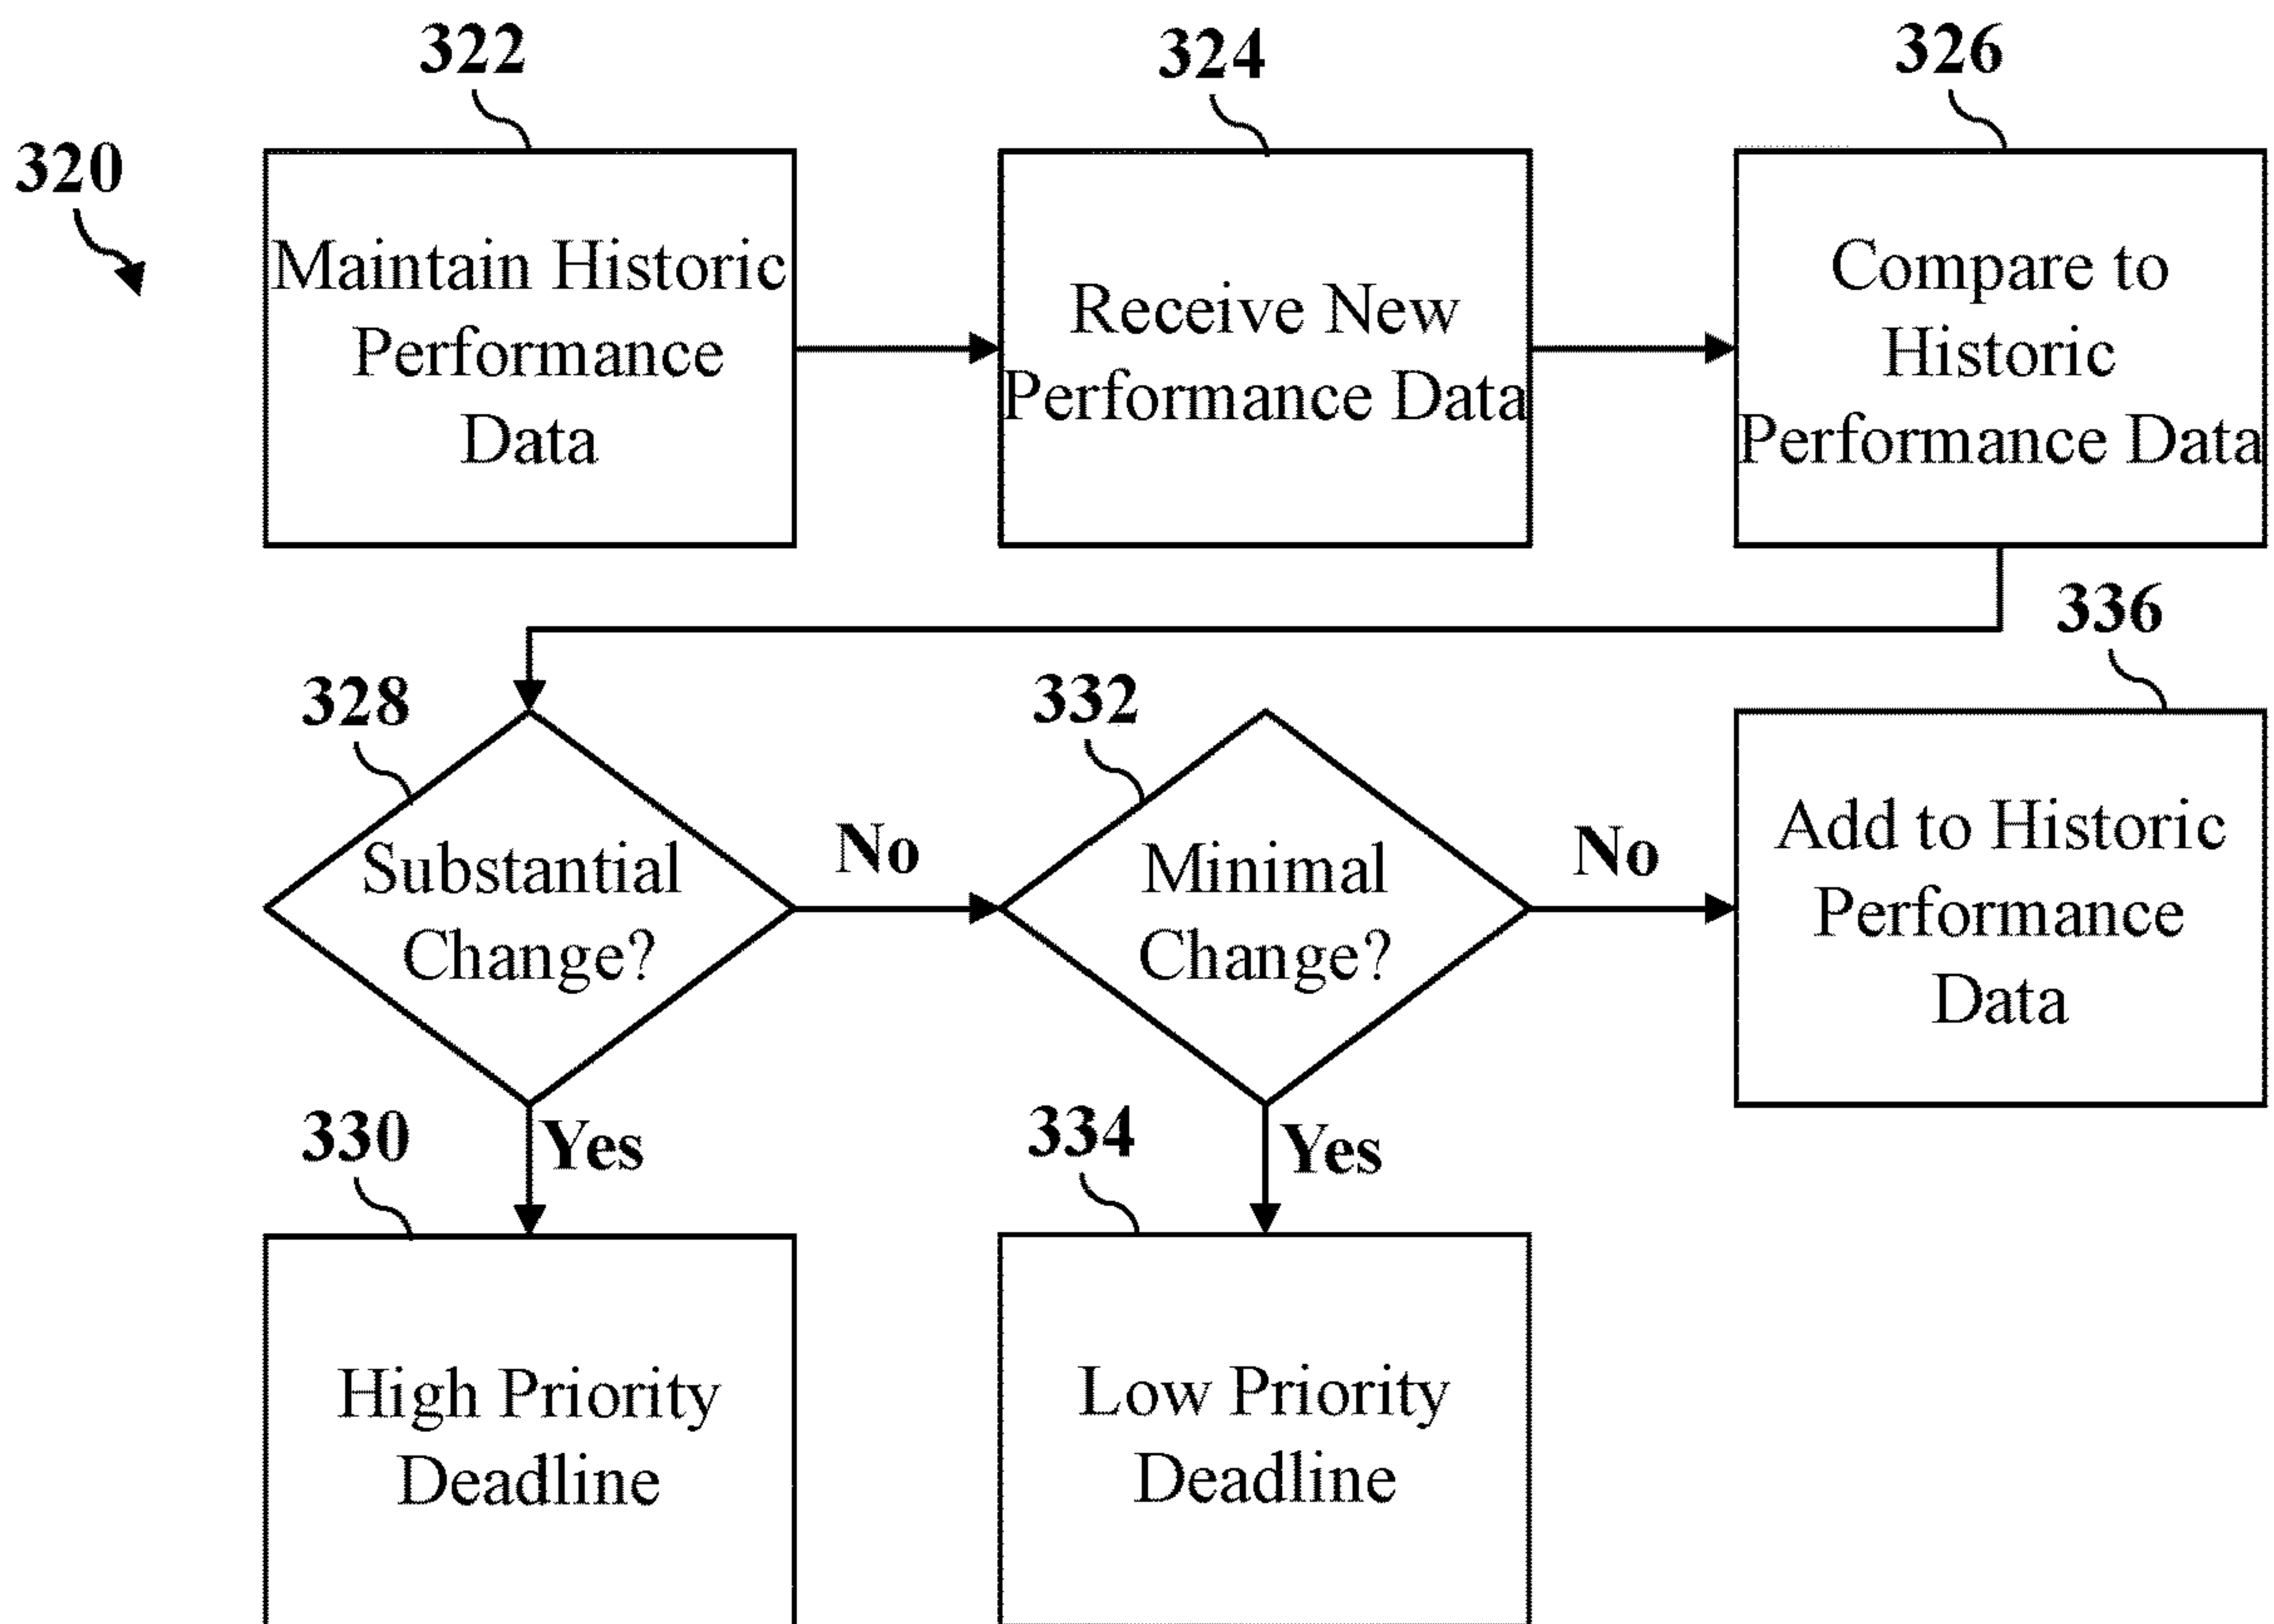 322
324
326
320
Maintain Historic
Performance
Data
Receive New
Performance Data
Compare to
Historic
Performance Data
336
328
332
Substantial
Change?
No
Minimal
Change?
No
Add to Historic
Performance
Data
330
Yes
334
Yes
High Priority
Deadline
Low Priority
Deadline